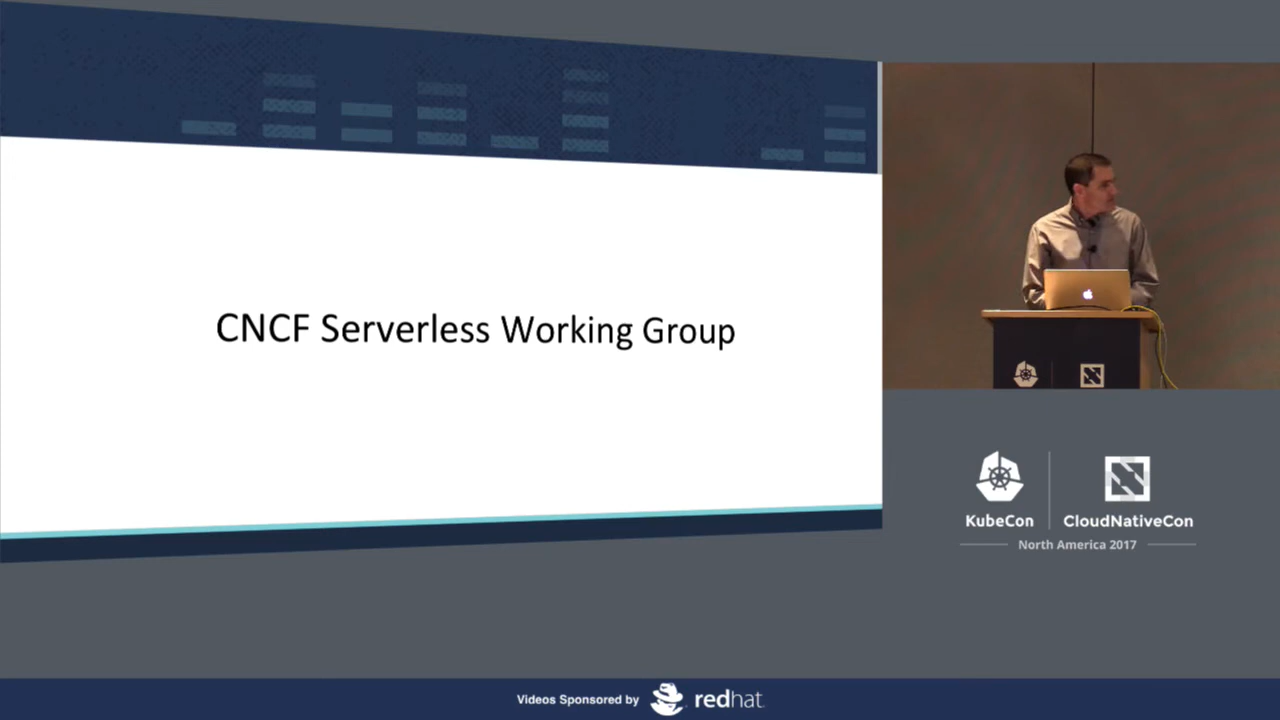 CNCF Serverless Working Group
KubeCon
CloudNativeCon
North America 2017
Videos Sponsored by
redhat